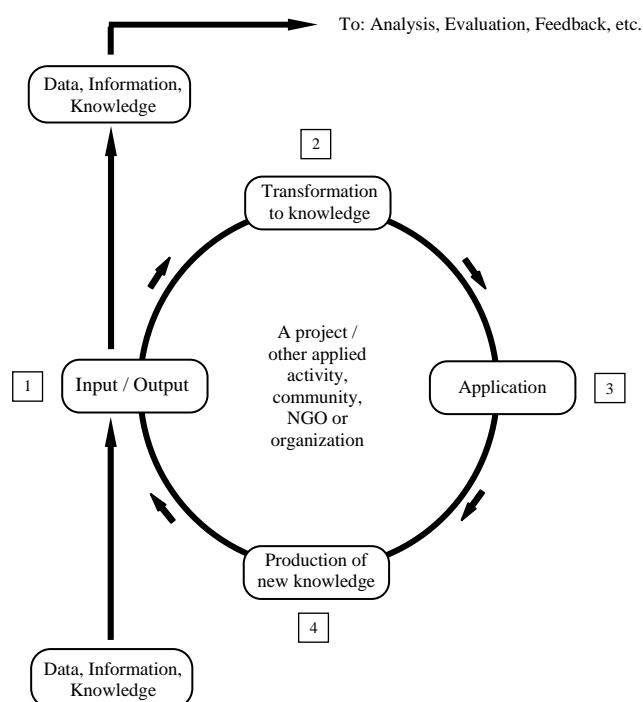 To: Analysis, Evaluation, Feedback, etc.
Data, Information,
Knowledge
2
Transformation
to knowledge
A project /
other applied
activity,
community,
NGO or
organization
1
Input / Output
Application
3
Production of
new knowledge
4
Data, Information,
Knowledge